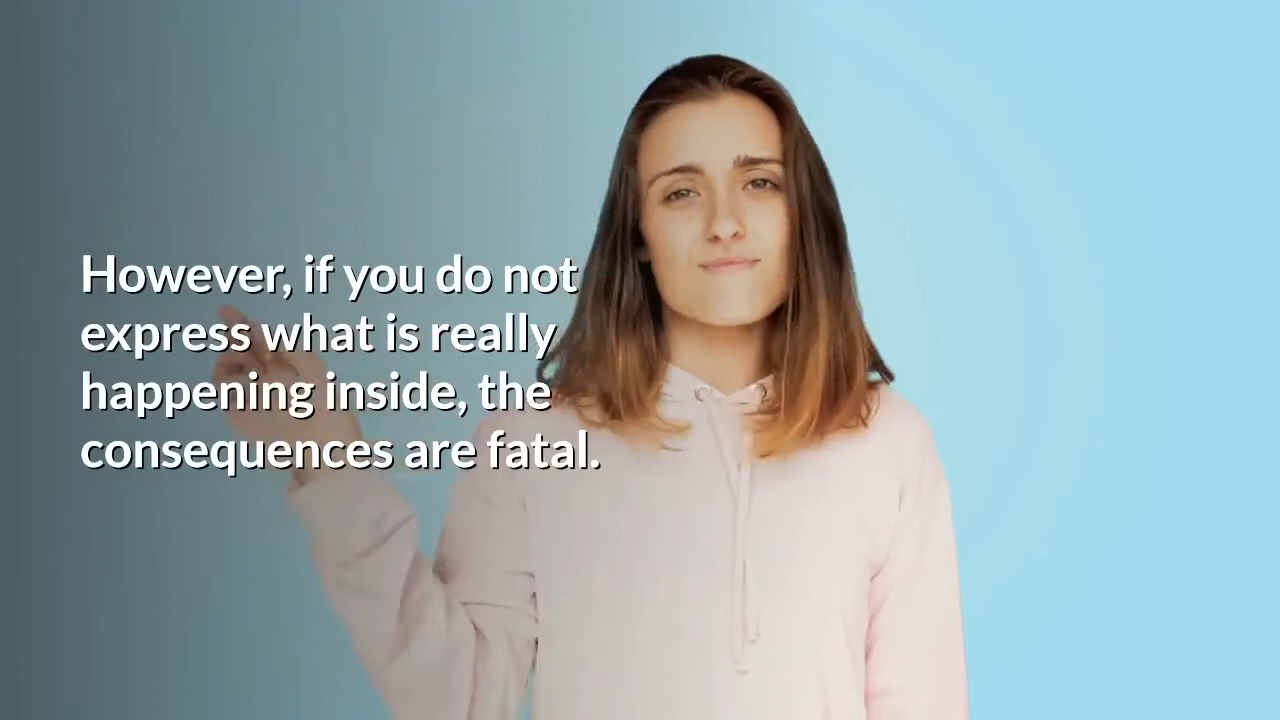 However, if you do not
express what is really
happening inside, the
consequences are fatal.